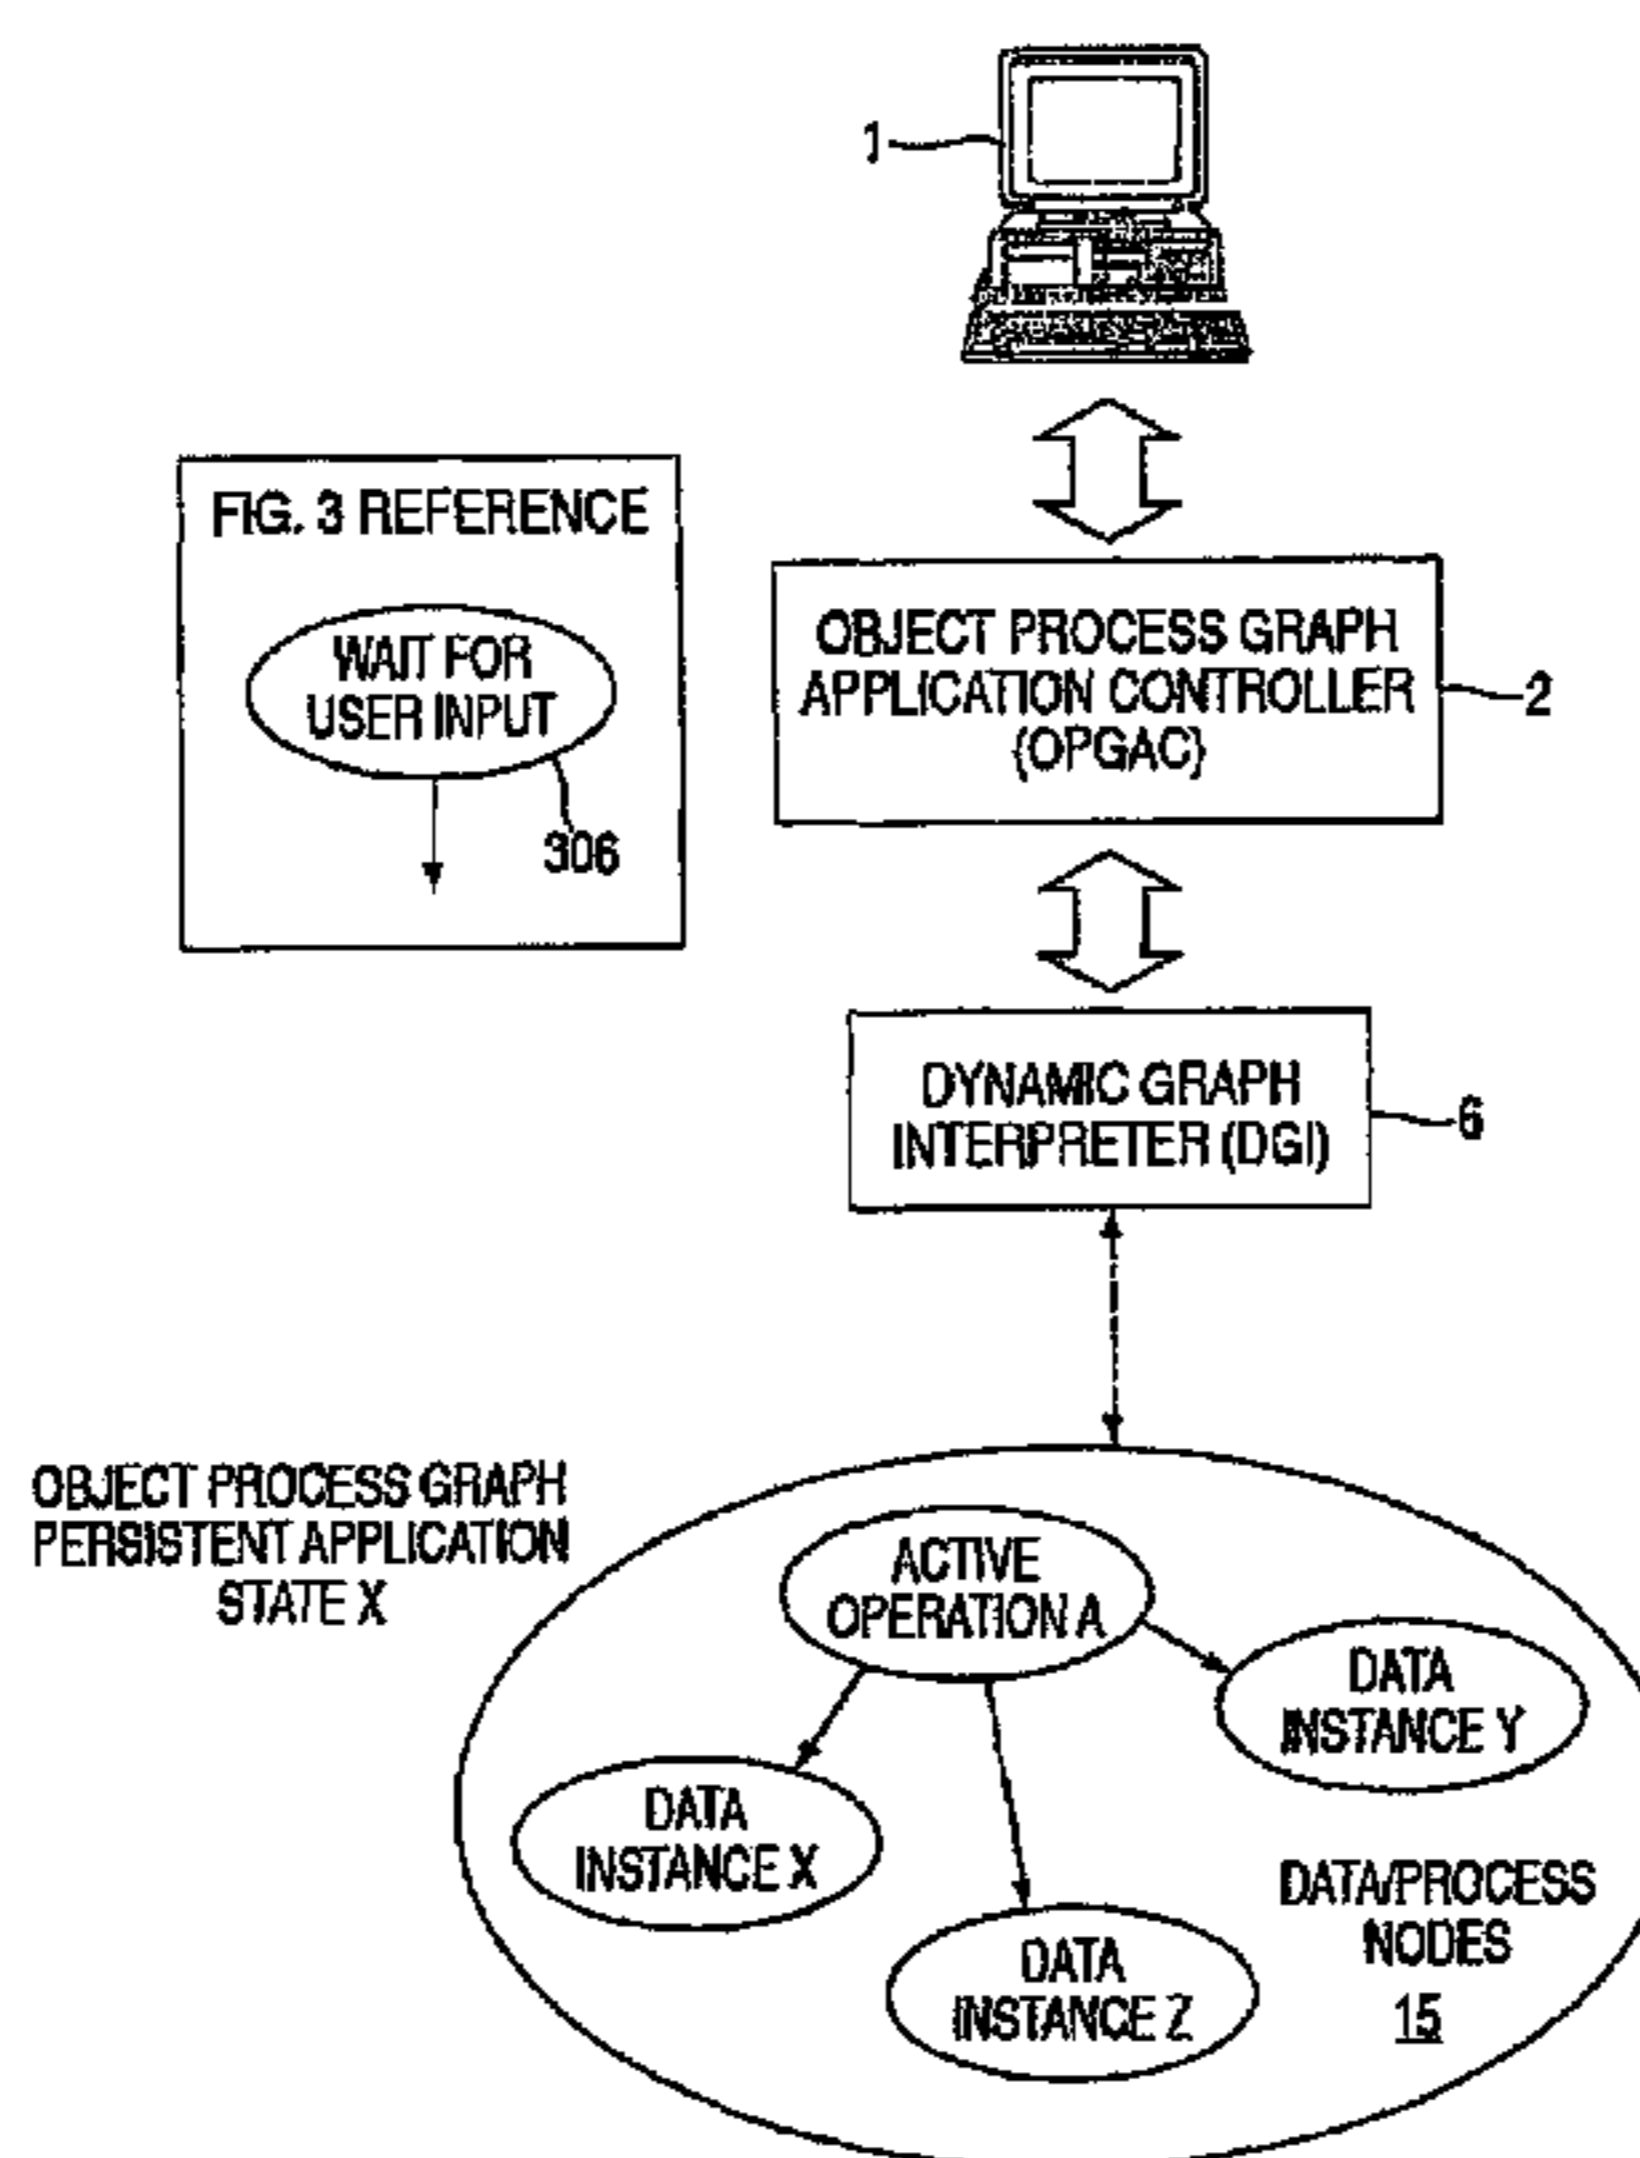 1
FIG. 3 REFERENCE
WAIT FOR
USER INPUT
306
OBJECT PROCESS GRAPH
APPLICATION CONTROLLER
(OPGAC)
2
DYNAMIC GRAPH
INTERPRETER (DGI)
6
OBJECT PROCESS GRAPH
PERSISTENT APPLICATION
STATE X
ACTIVE
OPERATION A
DATA
INSTANCE Y
DATA
INSTANCE X
DATA
INSTANCE Z
DATA/PROCESS
NODES
15